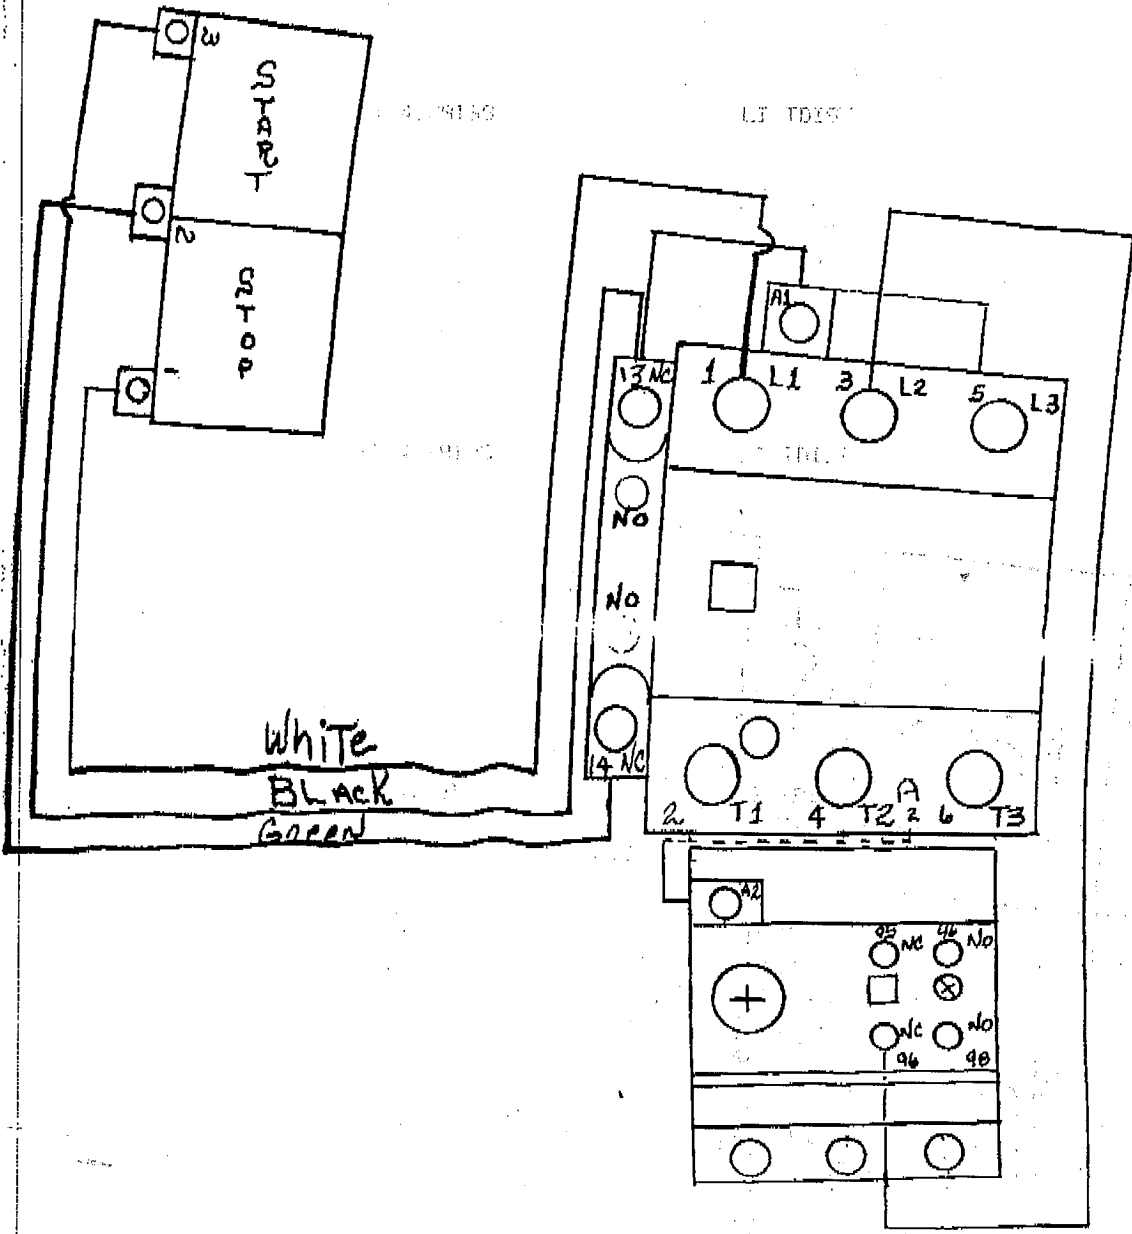 3
START
2
STOP
1
A1
13 NC
1 L1 3 L2 5 L3
NO
NO
14 NC
2 T1 4 T2 A2 6 T3
White
BLACK
Green
A2
95 NC 96 NO
NC NO
96 98